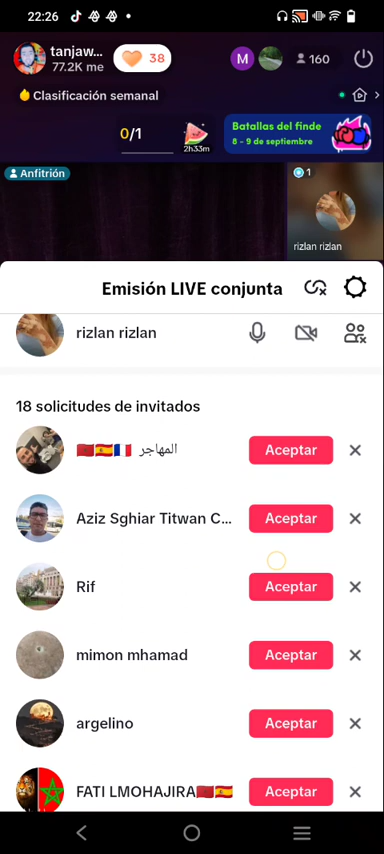 22:26
tanjaw...
77.2K me
38
M
160
Clasificación semanal
0/1
2h33m
Batallas del finde
8 - 9 de septiembre
Anfitrión
1
rizlan rizlan
Emisión LIVE conjunta
rizlan rizlan
18 solicitudes de invitados
🇲🇦🇪🇸🇫🇷 المهاجر
Aceptar
Aziz Sghiar Titwan C...
Aceptar
Rif
Aceptar
mimon mhamad
Aceptar
argelino
Aceptar
FATI LMOHAJIRA🇲🇦🇪🇸
Aceptar